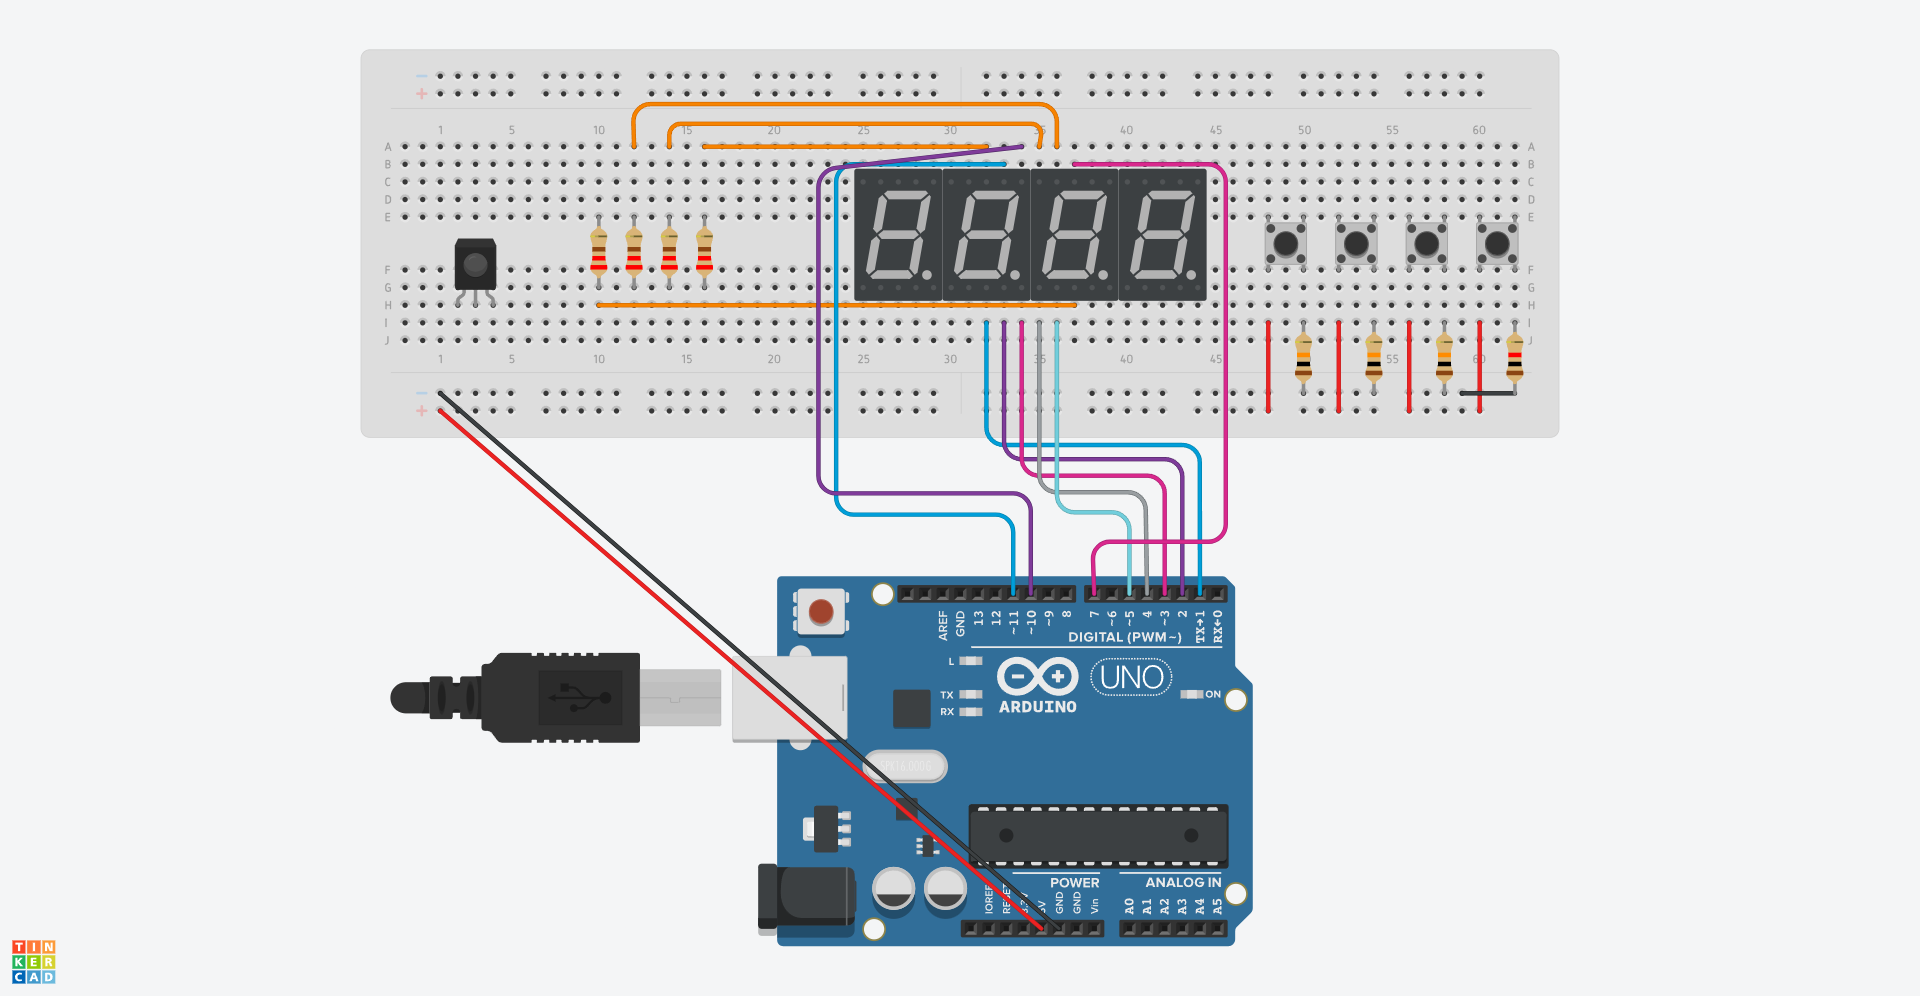 − −
+ +
1 5 10 15 20 25 30 35 40 45 50 55 60
A A
B B
C C
D D
E E
F F
G G
H H
I I
J J
1 5 10 15 20 25 30 35 40 45 55 60
−
+
AREF GND 13 12 ~11 ~10 ~9 8 7 ~6 ~5 4 ~3 2 TX→1 RX←0
DIGITAL (PWM~)
L
TX
RX
UNO
ON
ARDUINO
POWER
ANALOG IN
IOREF RESET 3.3V 5V GND GND Vin A0 A1 A2 A3 A4 A5
TIN
KER
CAD